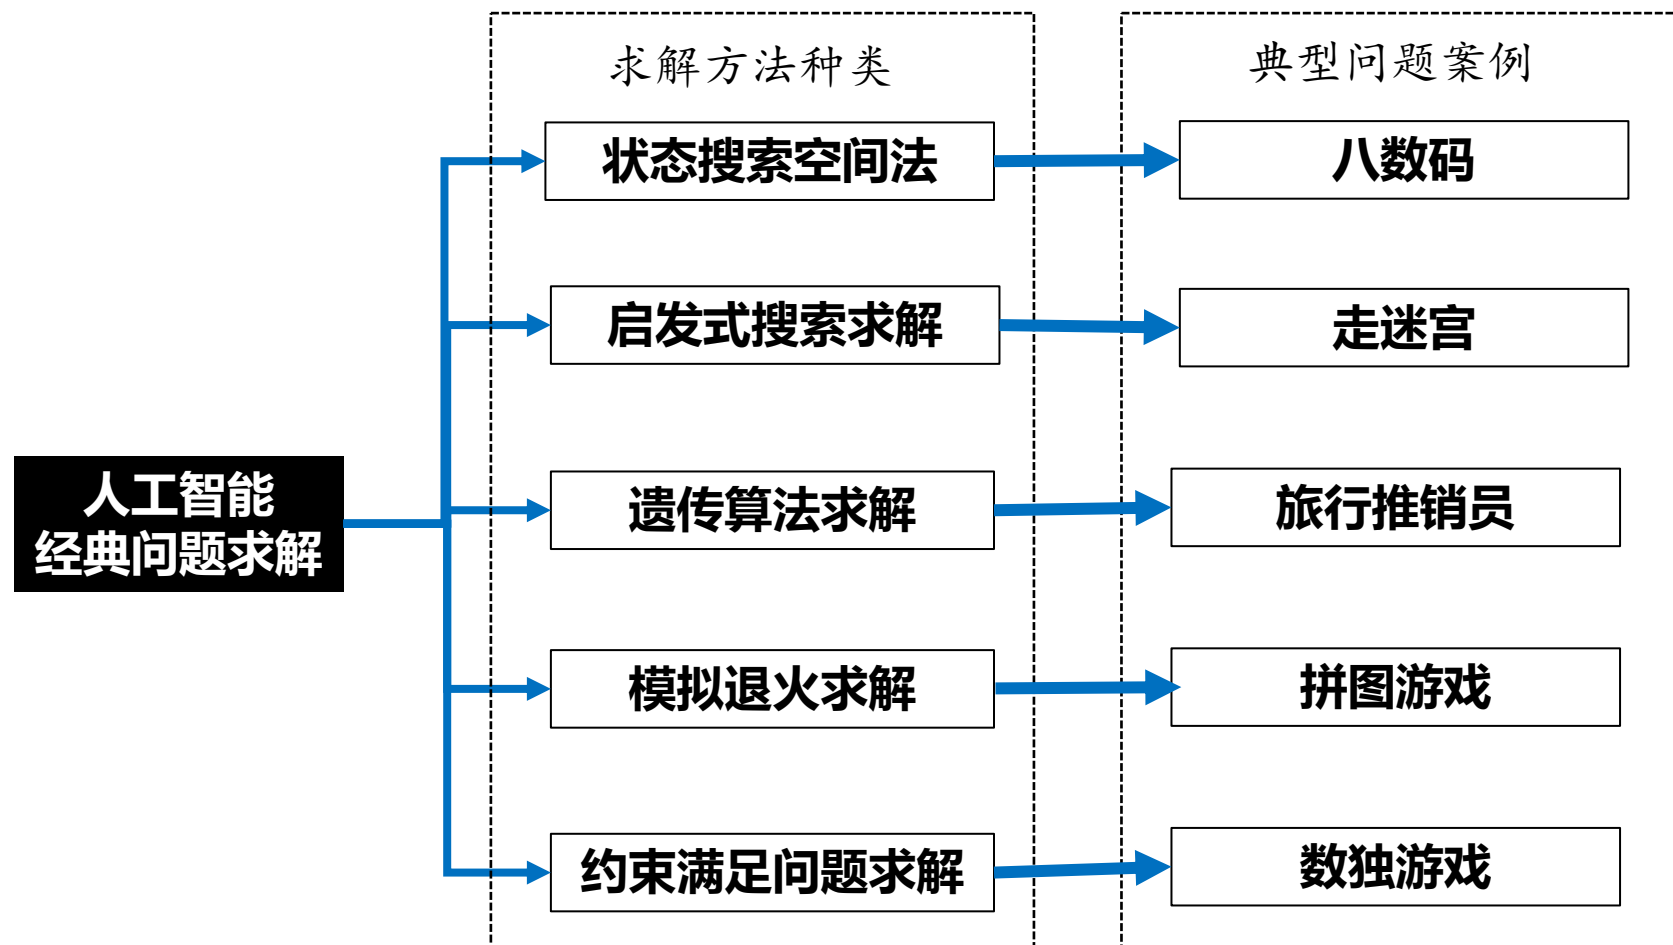 求解方法种类
典型问题案例
状态搜索空间法
八数码
启发式搜索求解
走迷宫
人工智能
经典问题求解
遗传算法求解
旅行推销员
模拟退火求解
拼图游戏
约束满足问题求解
数独游戏